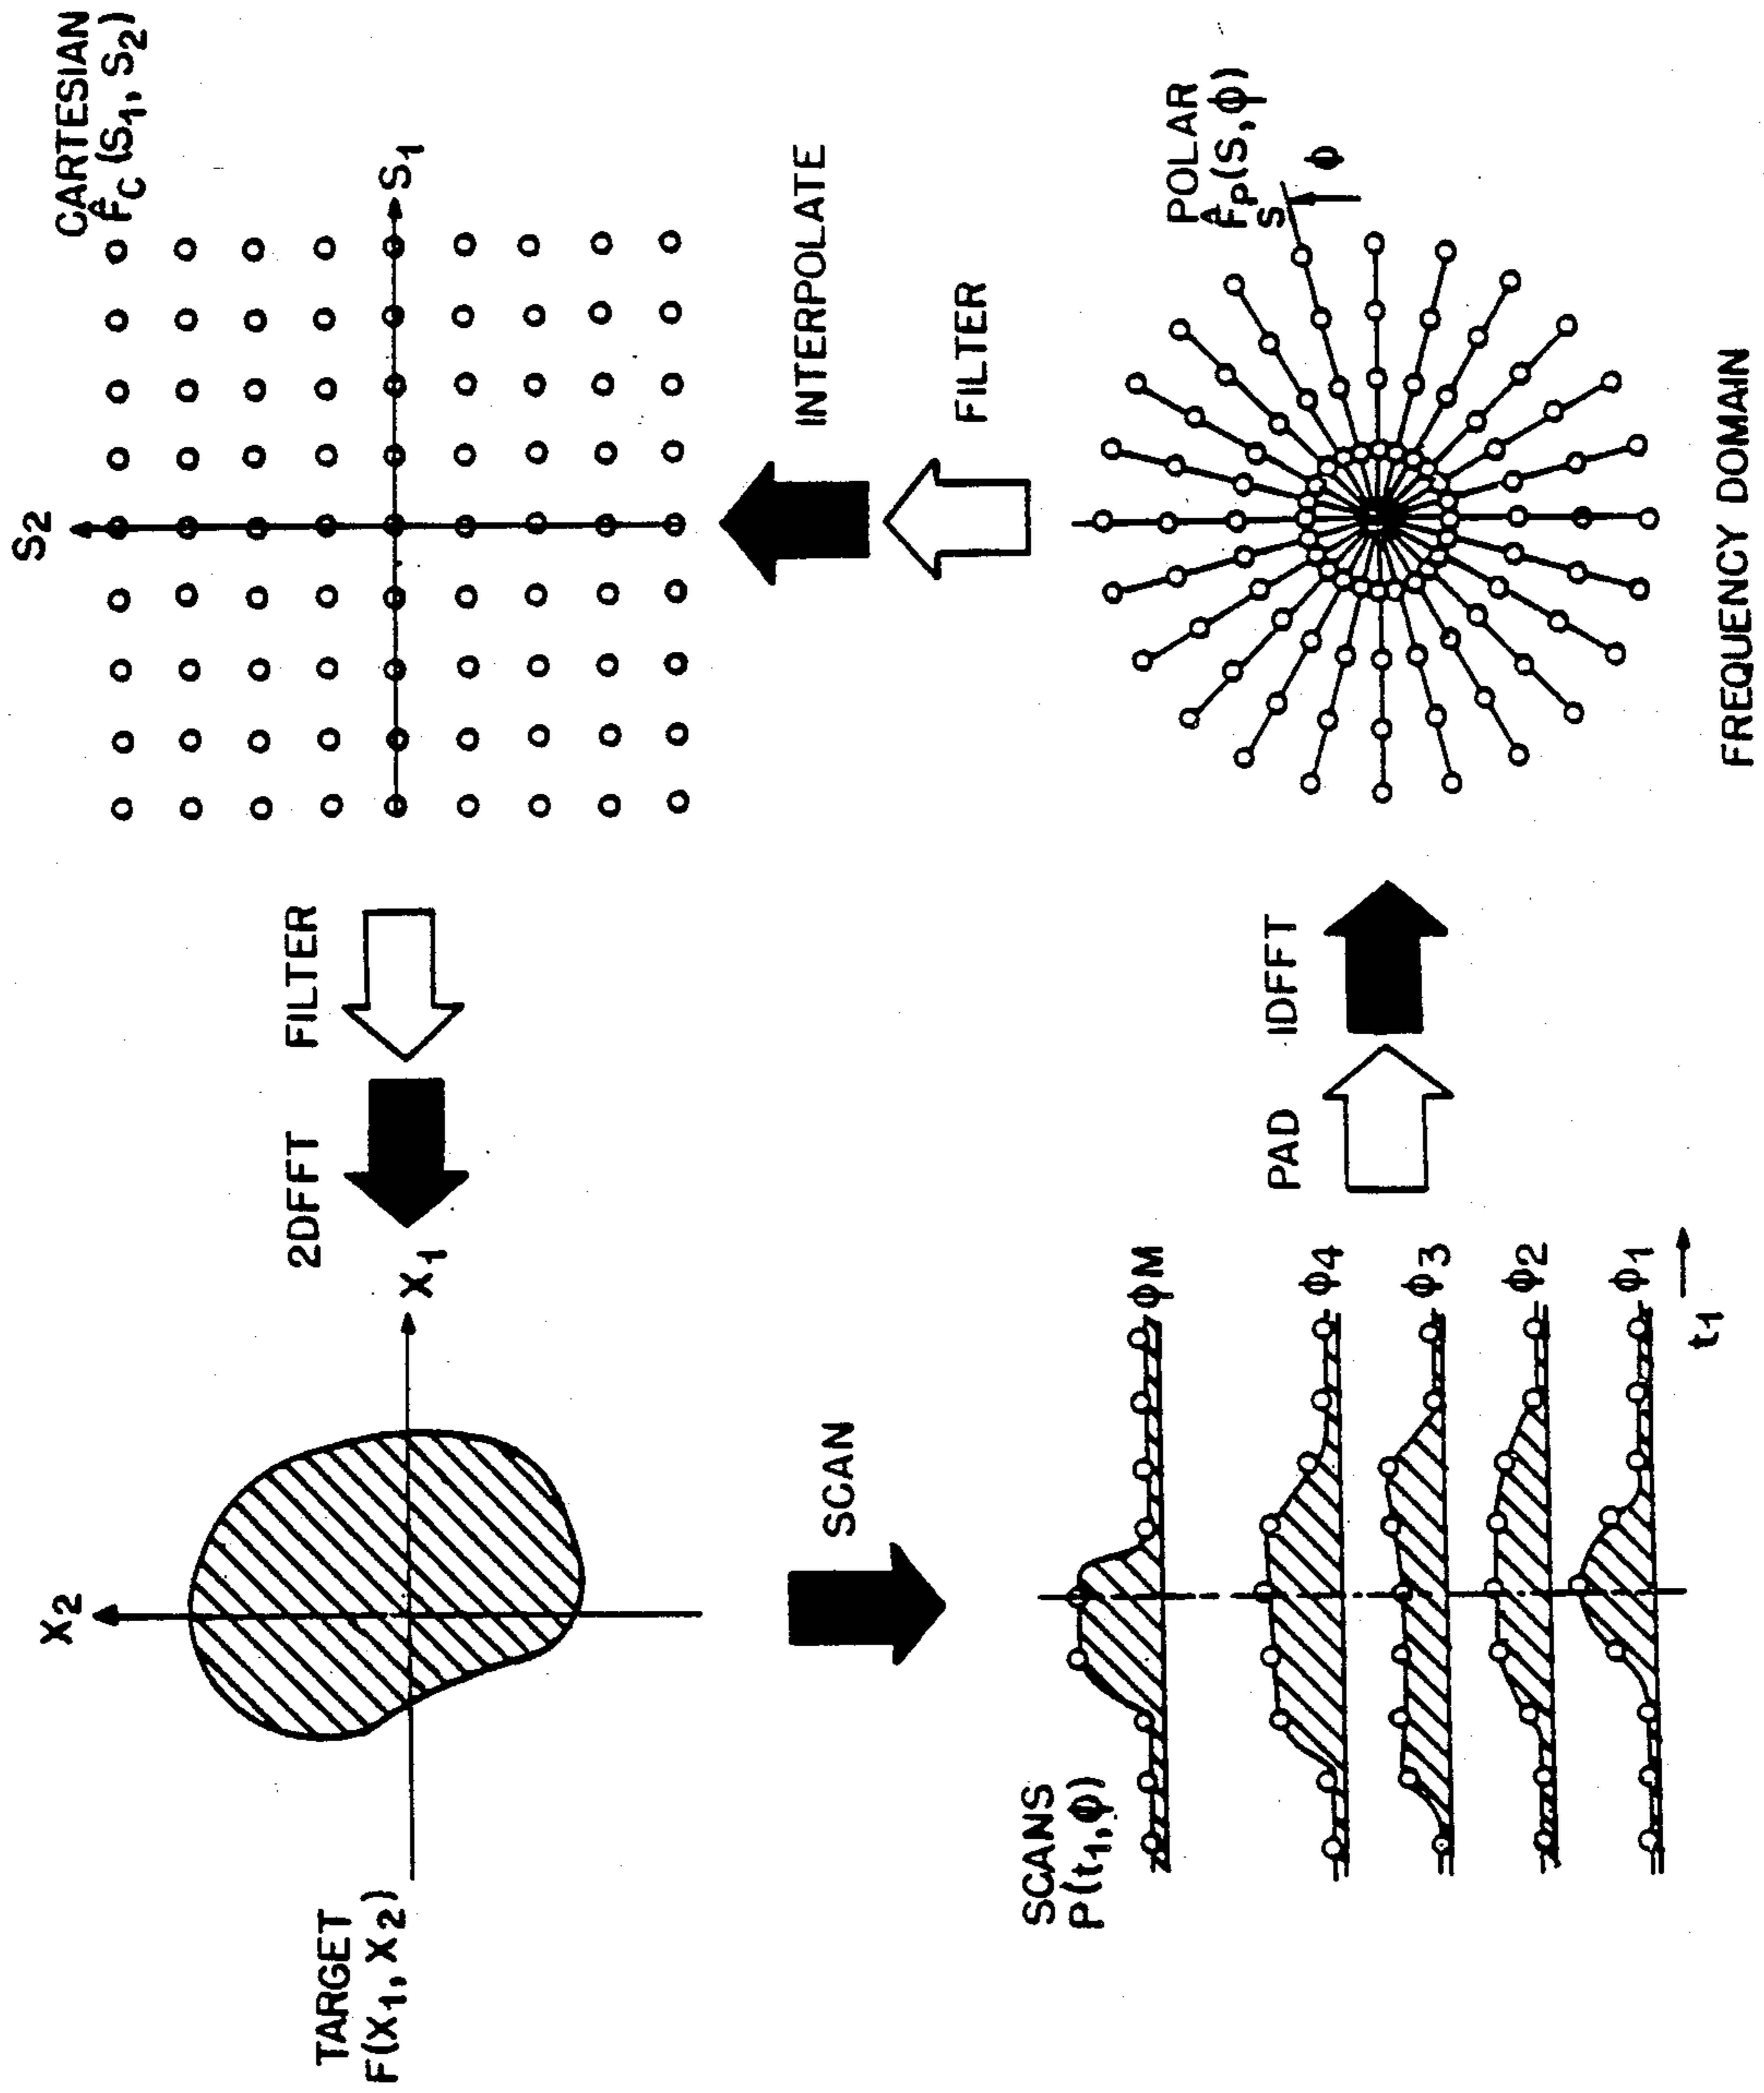 TARGET
F(X1, X2)
X2
X1
2DFFT
FILTER
S2
S1
CARTESIAN
F̂C (S1, S2)
SCAN
INTERPOLATE
FILTER
SCANS
P(t1,ϕ)
ϕM
ϕ4
ϕ3
ϕ2
ϕ1
t1
PAD
IDFFT
POLAR
F̂P(S,ϕ)
S
ϕ
FREQUENCY DOMAIN